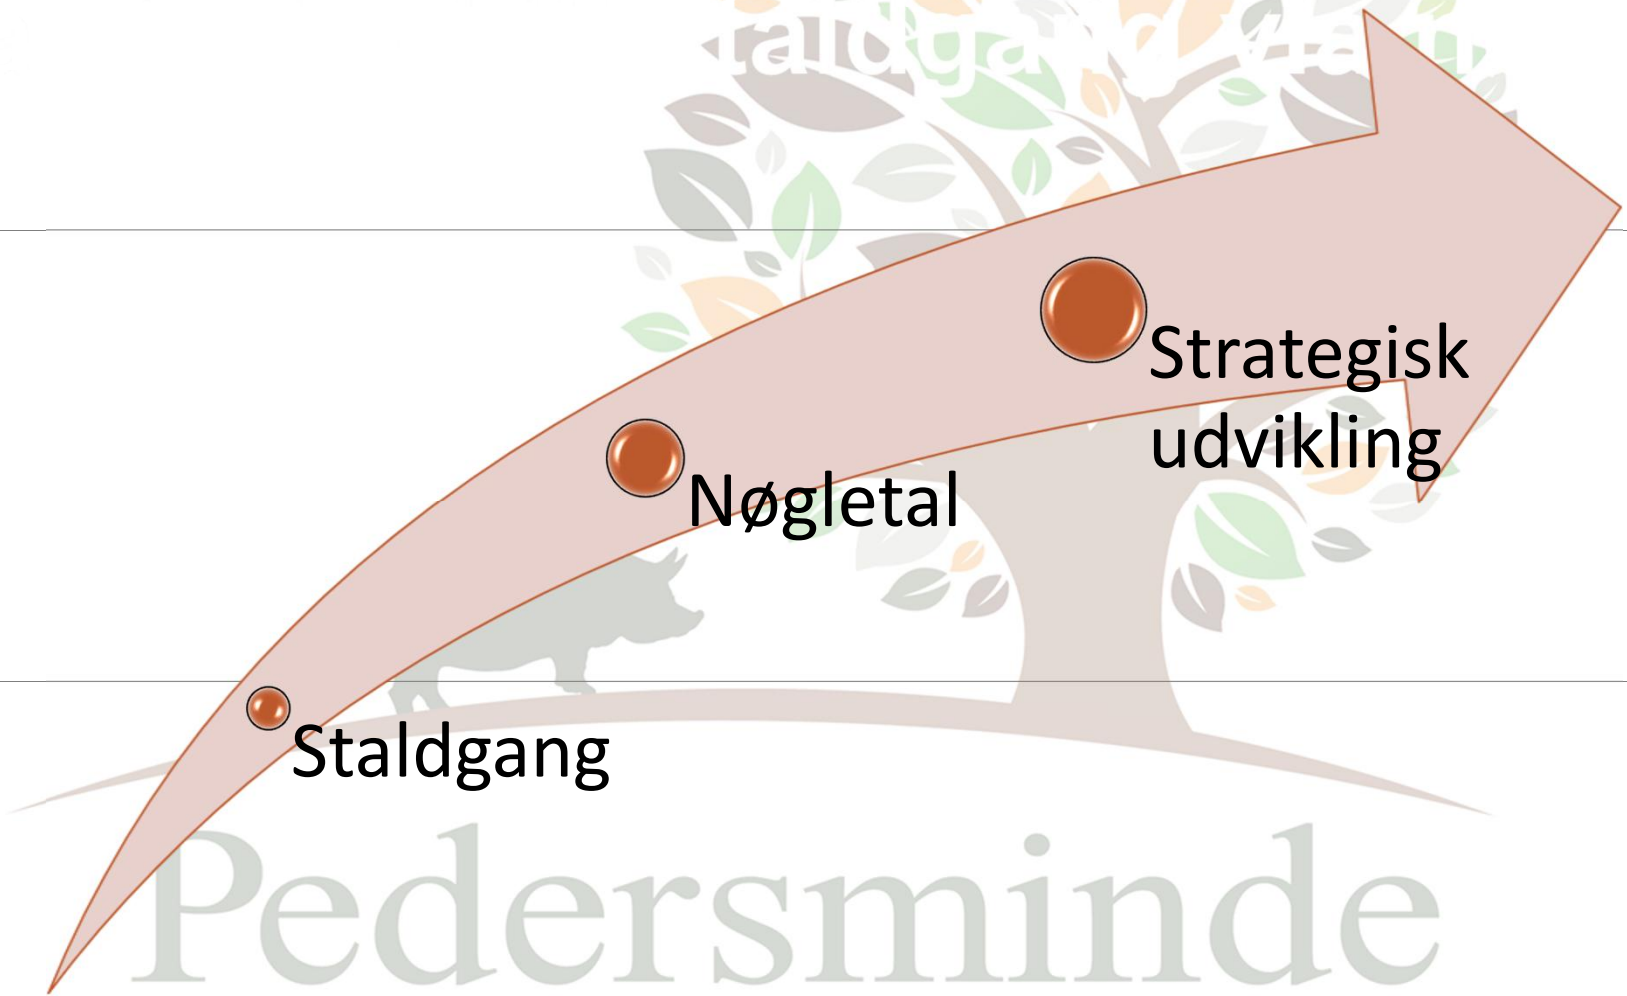 Strategisk
udvikling
Nøgletal
Staldgang
Pedersminde